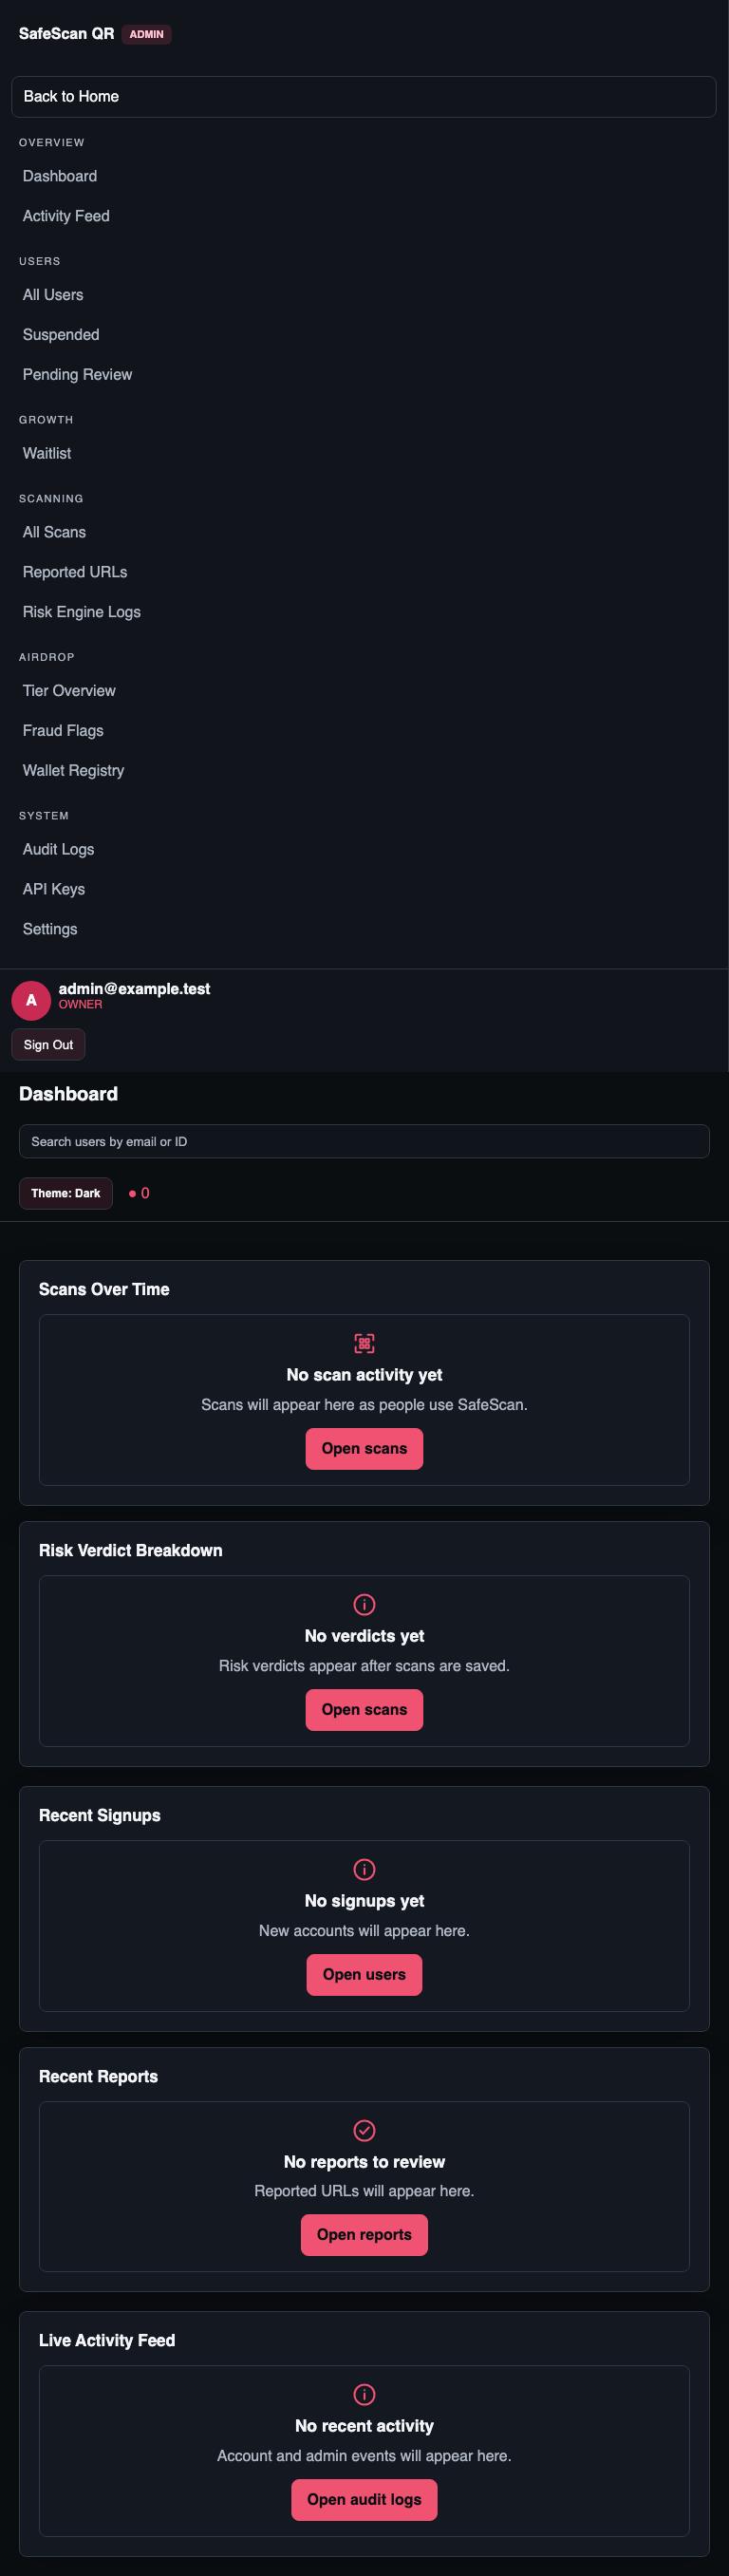 SafeScan QR ADMIN
Back to Home
OVERVIEW
Dashboard
Activity Feed
USERS
All Users
Suspended
Pending Review
GROWTH
Waitlist
SCANNING
All Scans
Reported URLs
Risk Engine Logs
AIRDROP
Tier Overview
Fraud Flags
Wallet Registry
SYSTEM
Audit Logs
API Keys
Settings
A
admin@example.test
OWNER
Sign Out
Dashboard
Search users by email or ID
Theme: Dark
0
Scans Over Time
No scan activity yet
Scans will appear here as people use SafeScan.
Open scans
Risk Verdict Breakdown
No verdicts yet
Risk verdicts appear after scans are saved.
Open scans
Recent Signups
No signups yet
New accounts will appear here.
Open users
Recent Reports
No reports to review
Reported URLs will appear here.
Open reports
Live Activity Feed
No recent activity
Account and admin events will appear here.
Open audit logs